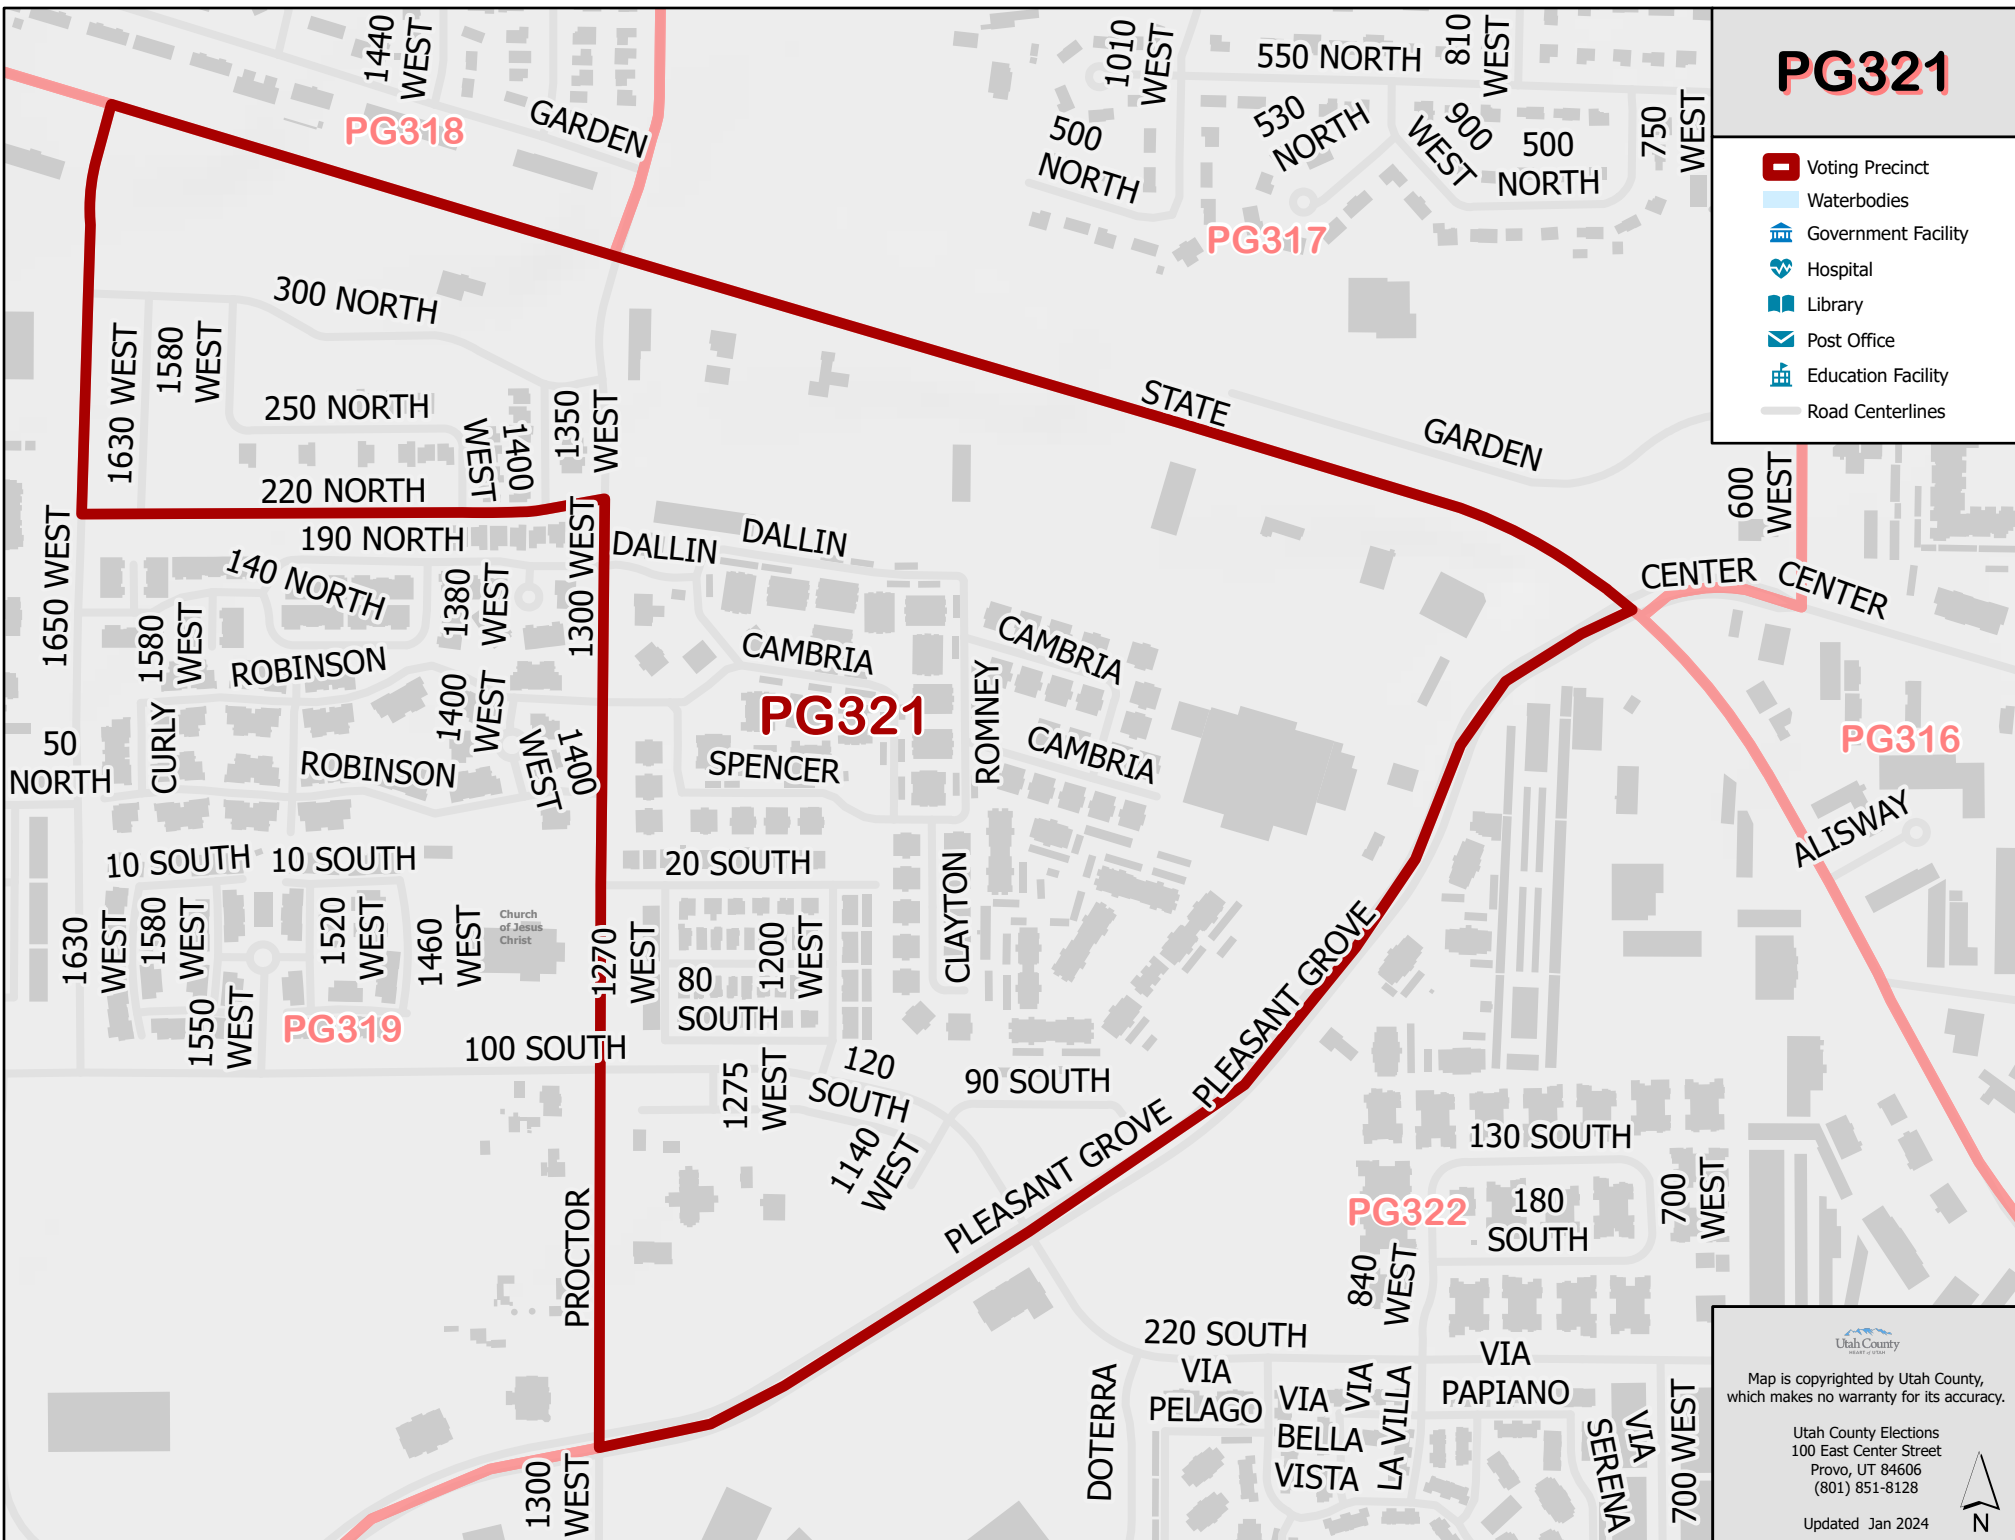 PG321
Voting Precinct
Waterbodies
Government Facility
Hospital
Library
Post Office
Education Facility
Road Centerlines
1440
WEST
GARDEN
PG318
1010
WEST
550 NORTH
810
WEST
500
NORTH
530
NORTH
900
WEST
500
NORTH
750
WEST
PG317
300 NORTH
1630 WEST
1580
WEST
250 NORTH
WEST
1400
1350
WEST
220 NORTH
STATE
GARDEN
600
WEST
CENTER
CENTER
1650 WEST
190 NORTH
140 NORTH
1380
WEST
1300 WEST
DALLIN
DALLIN
1580
WEST
ROBINSON
CAMBRIA
CAMBRIA
ROMNEY
PG321
1400
WEST
50
NORTH
CURLY
ROBINSON
WEST
1400
SPENCER
CAMBRIA
PG316
ALISWAY
10 SOUTH
10 SOUTH
20 SOUTH
1630
WEST
1580
WEST
1520
WEST
1460
WEST
Church
of Jesus
Christ
1270
WEST
80
SOUTH
1200
WEST
CLAYTON
1550
WEST
PG319
100 SOUTH
1275
WEST
120
SOUTH
90 SOUTH
1140
WEST
PLEASANT GROVE
PLEASANT GROVE
130 SOUTH
180
SOUTH
700
WEST
PG322
840
WEST
PROCTOR
220 SOUTH
DOTERRA
VIA
PELAGO
VIA
BELLA
VISTA
VIA
LA VILLA
VIA
PAPIANO
VIA
SERENA
700 WEST
1300
WEST
Utah County
HEART of UTAH
Map is copyrighted by Utah County,
which makes no warranty for its accuracy.
Utah County Elections
100 East Center Street
Provo, UT 84606
(801) 851-8128
Updated Jan 2024
N